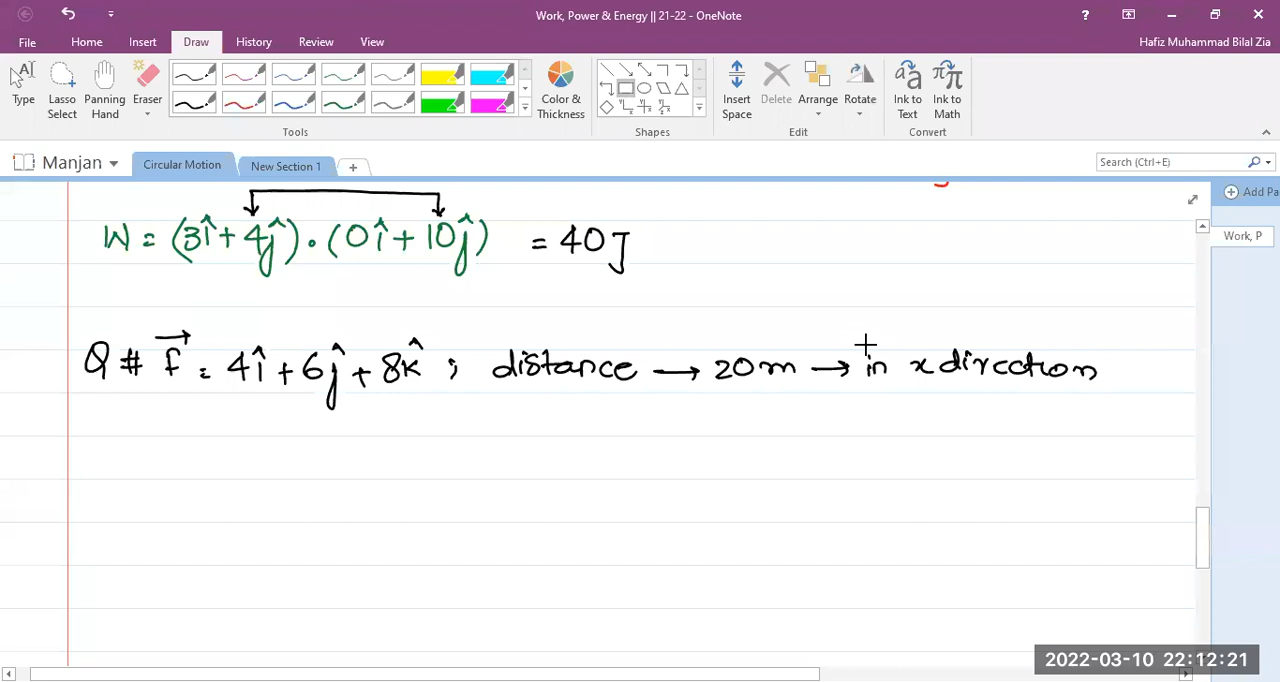 Work, Power & Energy || 21-22 - OneNote
File Home Insert Draw History Review View
Hafiz Muhammad Bilal Zia
Type Lasso Select Panning Hand Eraser Color & Thickness Insert Space Delete Arrange Rotate Ink to Text Ink to Math
Tools Shapes Edit Convert
Manjan Circular Motion New Section 1 Search (Ctrl+E)
Add Pa
Work, P
W = (3î + 4ĵ) • (0î + 10ĵ) = 40J
Q # f⃗ = 4î + 6ĵ + 8k̂ ; distance → 20m → in x direction
2022-03-10 22:12:21